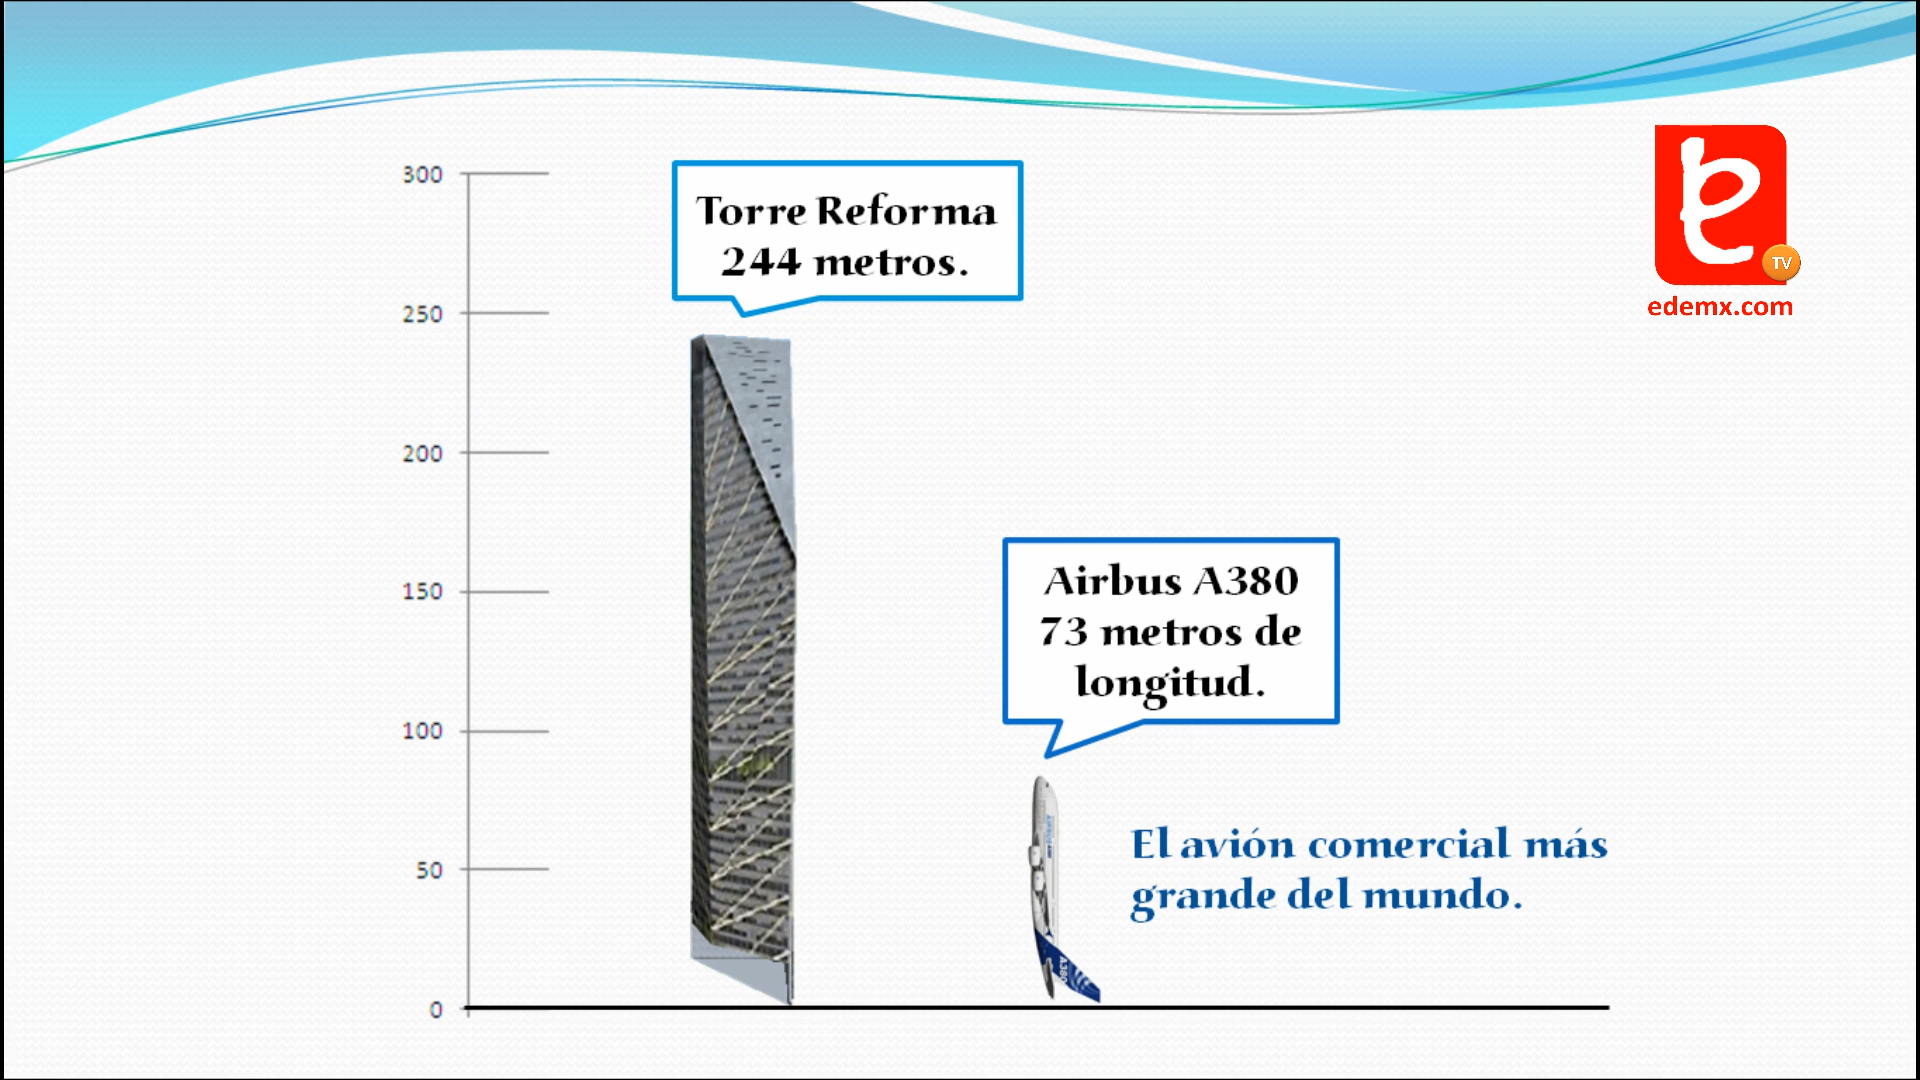 300
Torre Reforma
244 metros.
TV
edemx.com
250
200
150
Airbus A380
73 metros de
longitud.
100
50
El avión comercial más
grande del mundo.
A380
0